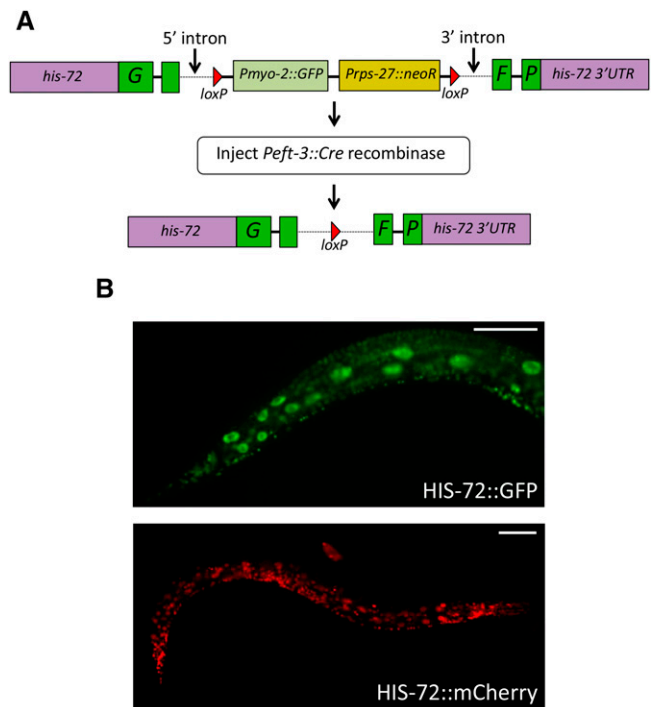 A
5’ intron 3’ intron
his-72 G loxP Pmyo-2::GFP Prps-27::neoR loxP F P his-72 3’UTR
Inject Peft-3::Cre recombinase
his-72 G loxP F P his-72 3’UTR
B
HIS-72::GFP
HIS-72::mCherry